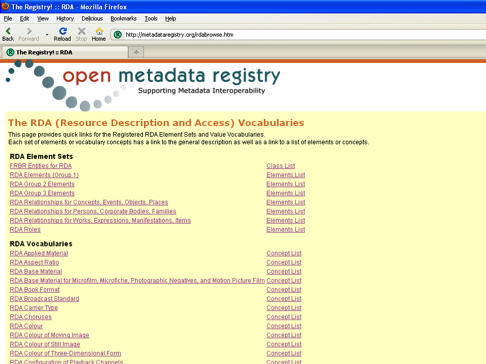 The Registry! :: RDA - Mozilla Firefox
File Edit View History Delicious Bookmarks Tools Help
Back Forward Reload Stop Home http://metadataregistry.org/rdabrowse.htm
The Registry! :: RDA
open metadata registry
Supporting Metadata Interoperability
The RDA (Resource Description and Access) Vocabularies
This page provides quick links for the Registered RDA Element Sets and Value Vocabularies.
Each set of elements or vocabulary concepts has a link to the general description as well as a link to a list of elements or concepts.
RDA Element Sets
FRBR Entities for RDA Class List
RDA Elements (Group 1) Elements List
RDA Group 2 Elements Elements List
RDA Group 3 Elements Elements List
RDA Relationships for Concepts, Events, Objects, Places Elements List
RDA Relationships for Persons, Corporate Bodies, Families Elements List
RDA Relationships for Works, Expressions, Manifestations, Items Elements List
RDA Roles Elements List
RDA Vocabularies
RDA Applied Material Concept List
RDA Aspect Ratio Concept List
RDA Base Material Concept List
RDA Base Material for Microfilm, Microfiche, Photographic Negatives, and Motion Picture Film Concept List
RDA Book Format Concept List
RDA Broadcast Standard Concept List
RDA Carrier Type Concept List
RDA Choruses Concept List
RDA Colour Concept List
RDA Colour of Moving Image Concept List
RDA Colour of Still Image Concept List
RDA Colour of Three-Dimensional Form Concept List
RDA Configuration of Playback Channels Concept List